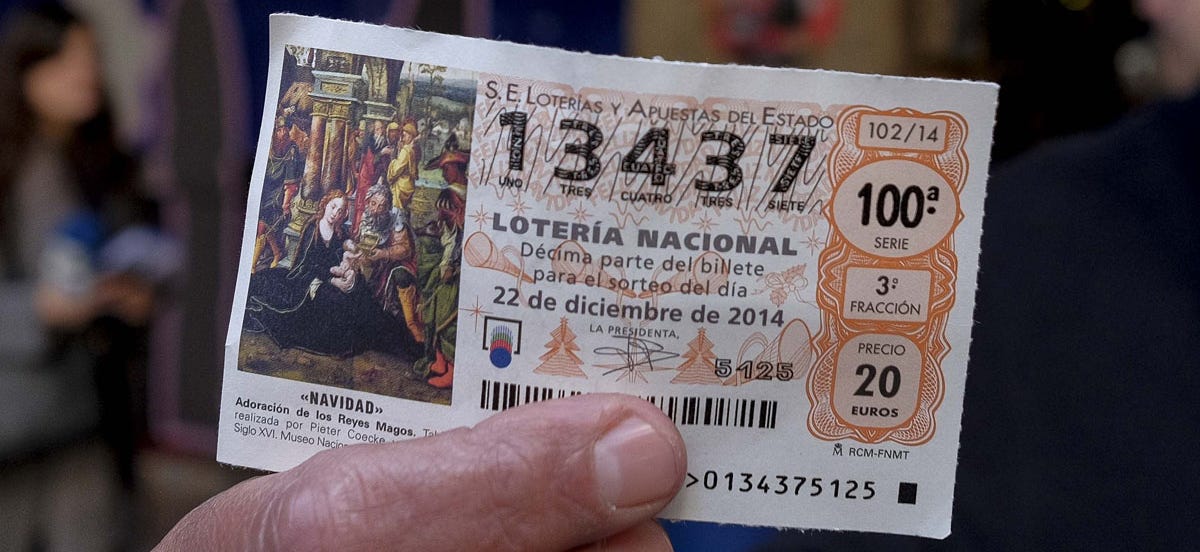 S.E. LOTERÍAS Y APUESTAS DEL ESTADO
13437
UNO TRES CUATRO TRES SIETE
LOTERÍA NACIONAL
Décima parte del billete
para el sorteo del día
22 de diciembre de 2014
LA PRESIDENTA,
5125
102/14
100ª
SERIE
3ª
FRACCIÓN
PRECIO
20
EUROS
RCM-FNMT
>0134375125
«NAVIDAD»
Adoración de los Reyes Magos.
realizada por Pieter Coecke
Siglo XVI. Museo